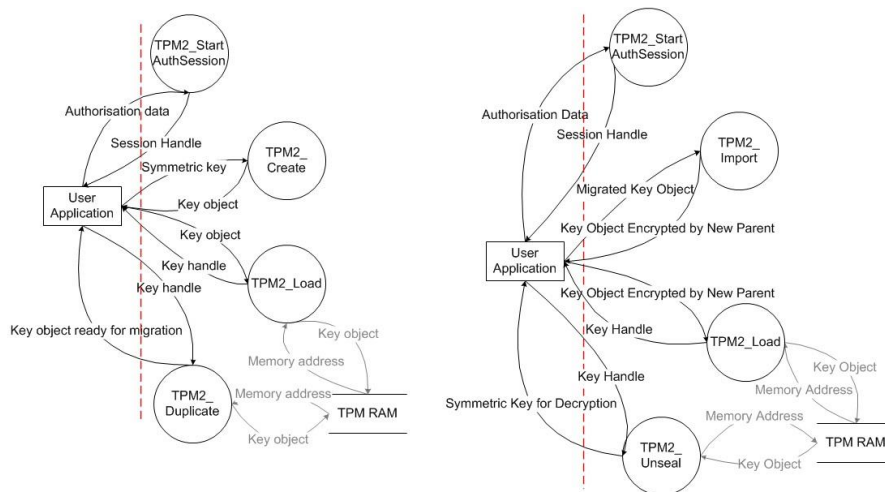 TPM2_Start
AuthSession
Authorisation data
Session Handle
Symmetric key
TPM2_
Create
Key object
User
Application
Key object
Key handle
TPM2_Load
Key handle
Key object ready for migration
Key object
Memory address
TPM2_
Duplicate
Memory address
TPM RAM
Key object
TPM2_Start
AuthSession
Authorisation Data
Session Handle
TPM2_
Import
Migrated Key Object
Key Object Encrypted by New Parent
User
Application
Key Object Encrypted by New Parent
Key Handle
TPM2_Load
Key Object
Key Handle
Memory Address
Symmetric Key for Decryption
Memory Address
TPM RAM
TPM2_
Unseal
Key Object